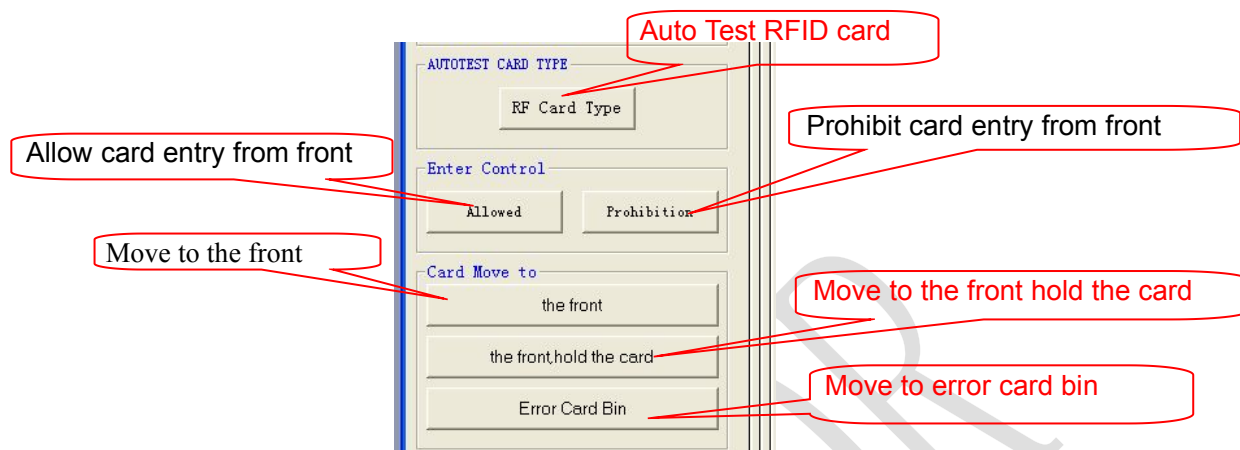 Auto Test RFID card
AUTOTEST CARD TYPE
RF Card Type
Prohibit card entry from front
Allow card entry from front
Enter Control
Allowed
Prohibition
Move to the front
Card Move to
the front
Move to the front hold the card
the front,hold the card
Move to error card bin
Error Card Bin